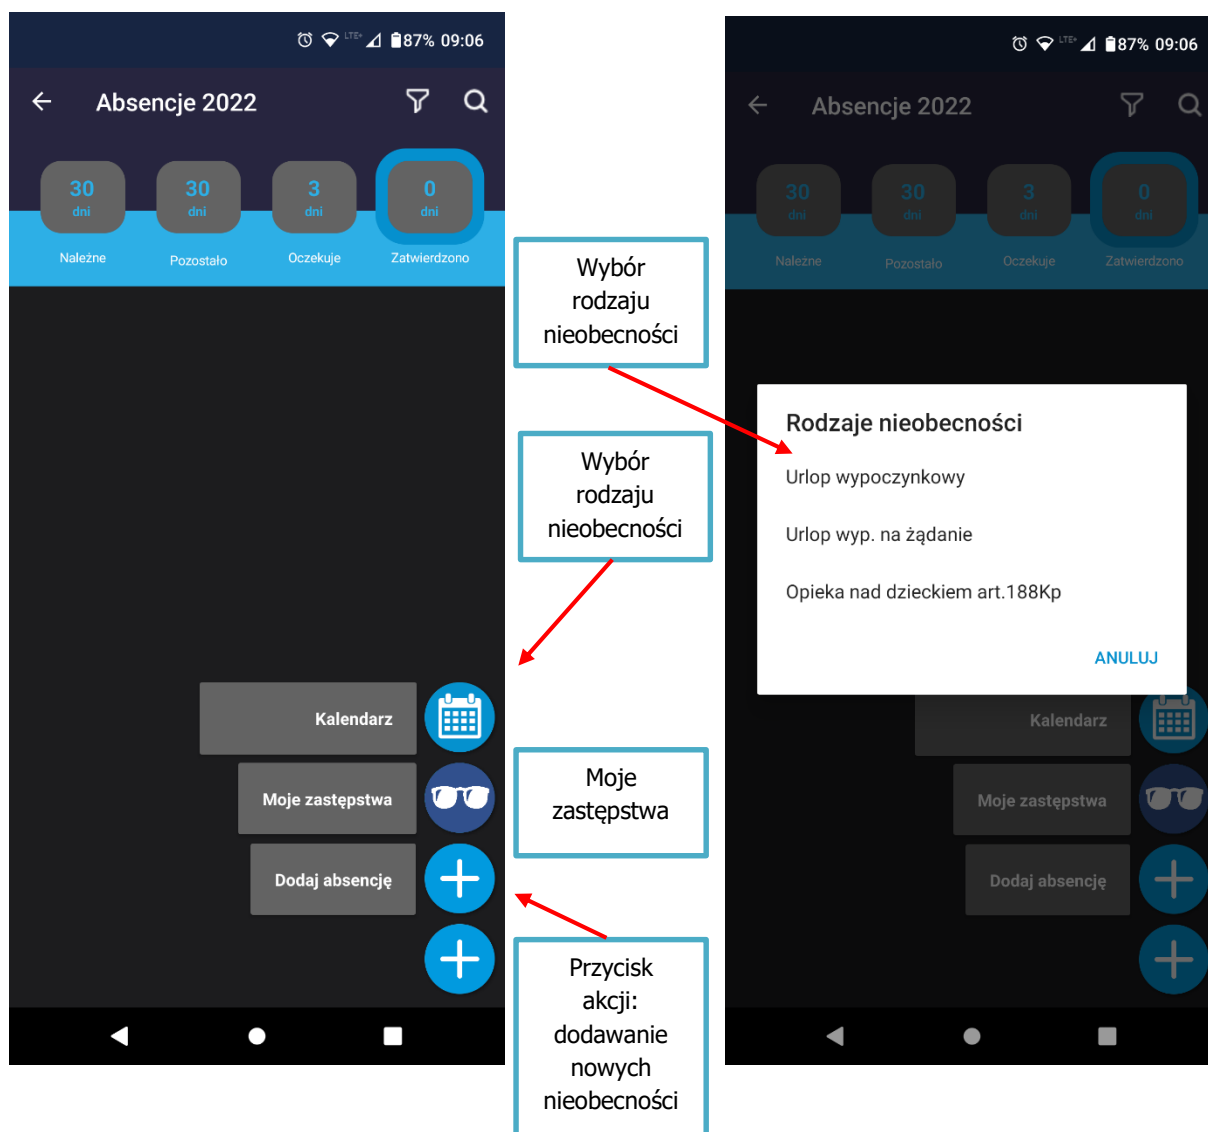 LTE+ 87% 09:06
Absencje 2022
30 dni
30 dni
3 dni
0 dni
Należne
Pozostało
Oczekuje
Zatwierdzono
Kalendarz
Moje zastępstwa
Dodaj absencję
Wybór
rodzaju
nieobecności
Wybór
rodzaju
nieobecności
Moje
zastępstwa
Przycisk
akcji:
dodawanie
nowych
nieobecności
LTE+ 87% 09:06
Absencje 2022
30 dni
30 dni
3 dni
0 dni
Należne
Pozostało
Oczekuje
Zatwierdzono
Rodzaje nieobecności
Urlop wypoczynkowy
Urlop wyp. na żądanie
Opieka nad dzieckiem art.188Kp
ANULUJ
Kalendarz
Moje zastępstwa
Dodaj absencję